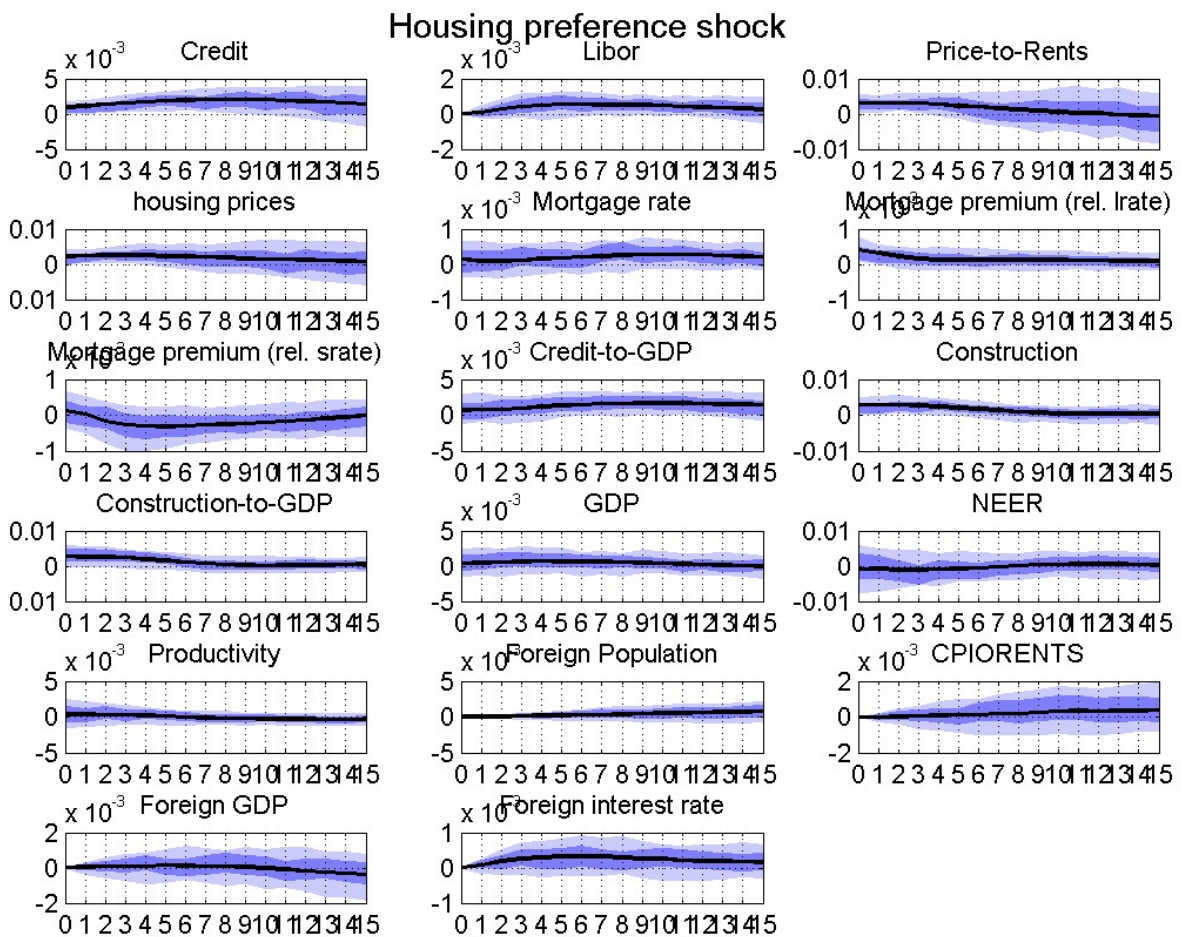 Housing preference shock
x 10⁻³ Credit
5
0
-5
0 1 2 3 4 5 6 7 8 9 10 11 12 13 14 15
x 10⁻³ Libor
2
0
-2
0 1 2 3 4 5 6 7 8 9 10 11 12 13 14 15
Price-to-Rents
0.01
0
-0.01
0 1 2 3 4 5 6 7 8 9 10 11 12 13 14 15
housing prices
0.01
0
0.01
0 1 2 3 4 5 6 7 8 9 10 11 12 13 14 15
x 10⁻³ Mortgage rate
1
0
-1
0 1 2 3 4 5 6 7 8 9 10 11 12 13 14 15
x 10⁻³ Mortgage premium (rel. lrate)
1
0
-1
0 1 2 3 4 5 6 7 8 9 10 11 12 13 14 15
x 10⁻³ Mortgage premium (rel. srate)
1
0
-1
0 1 2 3 4 5 6 7 8 9 10 11 12 13 14 15
x 10⁻³ Credit-to-GDP
5
0
-5
0 1 2 3 4 5 6 7 8 9 10 11 12 13 14 15
Construction
0.01
0
-0.01
0 1 2 3 4 5 6 7 8 9 10 11 12 13 14 15
Construction-to-GDP
0.01
0
0.01
0 1 2 3 4 5 6 7 8 9 10 11 12 13 14 15
x 10⁻³ GDP
5
0
-5
0 1 2 3 4 5 6 7 8 9 10 11 12 13 14 15
NEER
0.01
0
-0.01
0 1 2 3 4 5 6 7 8 9 10 11 12 13 14 15
x 10⁻³ Productivity
5
0
-5
0 1 2 3 4 5 6 7 8 9 10 11 12 13 14 15
x 10⁻³ Foreign Population
5
0
-5
0 1 2 3 4 5 6 7 8 9 10 11 12 13 14 15
x 10⁻³ CPIORENTS
2
0
-2
0 1 2 3 4 5 6 7 8 9 10 11 12 13 14 15
x 10⁻³ Foreign GDP
2
0
-2
0 1 2 3 4 5 6 7 8 9 10 11 12 13 14 15
x 10⁻³ Foreign interest rate
1
0
-1
0 1 2 3 4 5 6 7 8 9 10 11 12 13 14 15